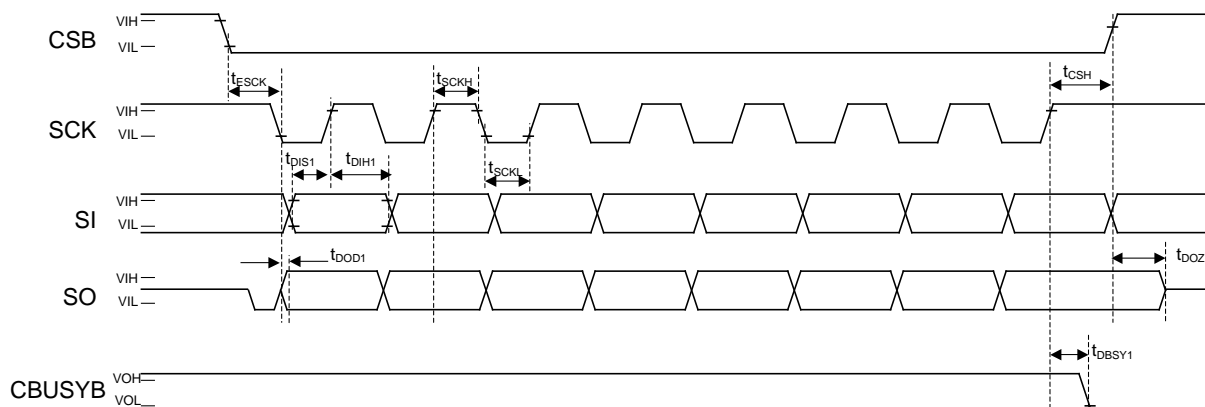 CSB
VIH
VIL
tESCK
tSCKH
tCSH
SCK
VIH
VIL
tDIS1
tDIH1
tSCKL
SI
VIH
VIL
tDOD1
tDOZ
SO
VIH
VIL
tDBSY1
CBUSYB
VOH
VOL